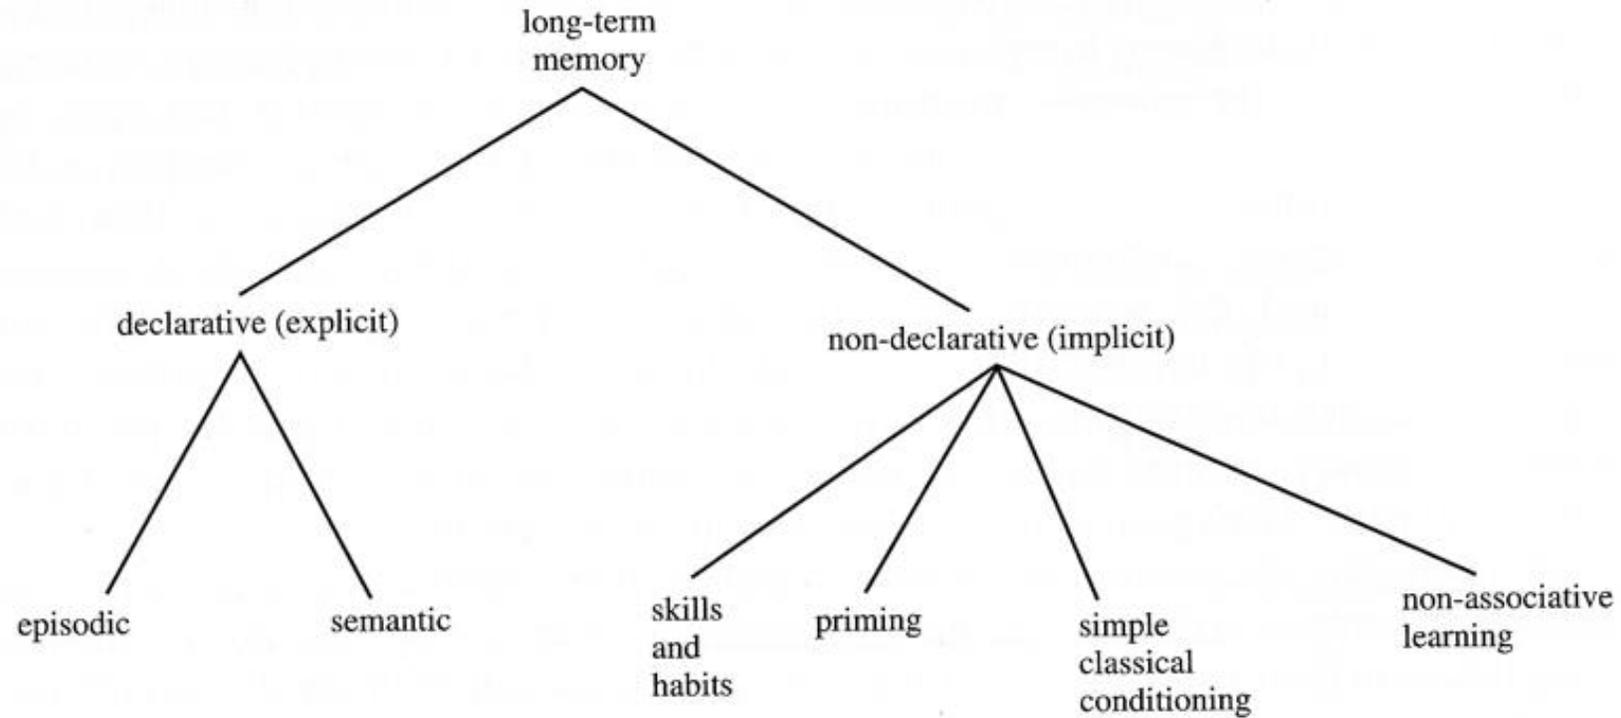 long-term
memory
declarative (explicit)
non-declarative (implicit)
episodic
semantic
skills
and
habits
priming
simple
classical
conditioning
non-associative
learning